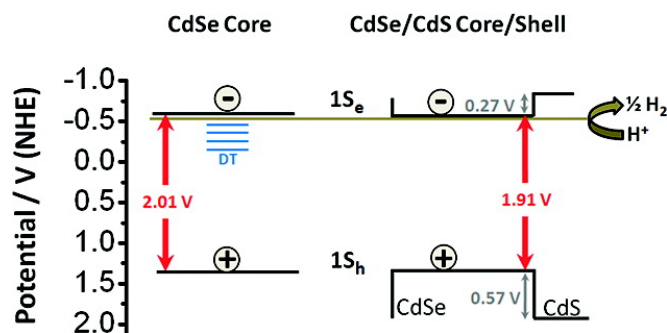 CdSe Core
CdSe/CdS Core/Shell
Potential / V (NHE)
-1.0
-0.5
0.0
0.5
1.0
1.5
2.0
-
DT
2.01 V
+
1Sₑ
1Sₕ
-
0.27 V
½ H₂
H⁺
1.91 V
+
CdSe
0.57 V
CdS